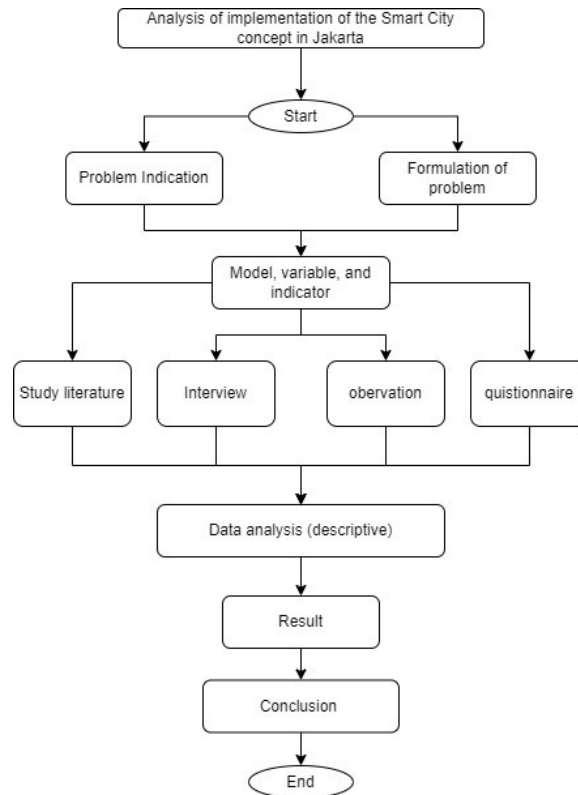 Analysis of implementation of the Smart City
concept in Jakarta
Start
Problem Indication
Formulation of
problem
Model, variable, and
indicator
Study literature
Interview
obervation
quistionnaire
Data analysis (descriptive)
Result
Conclusion
End